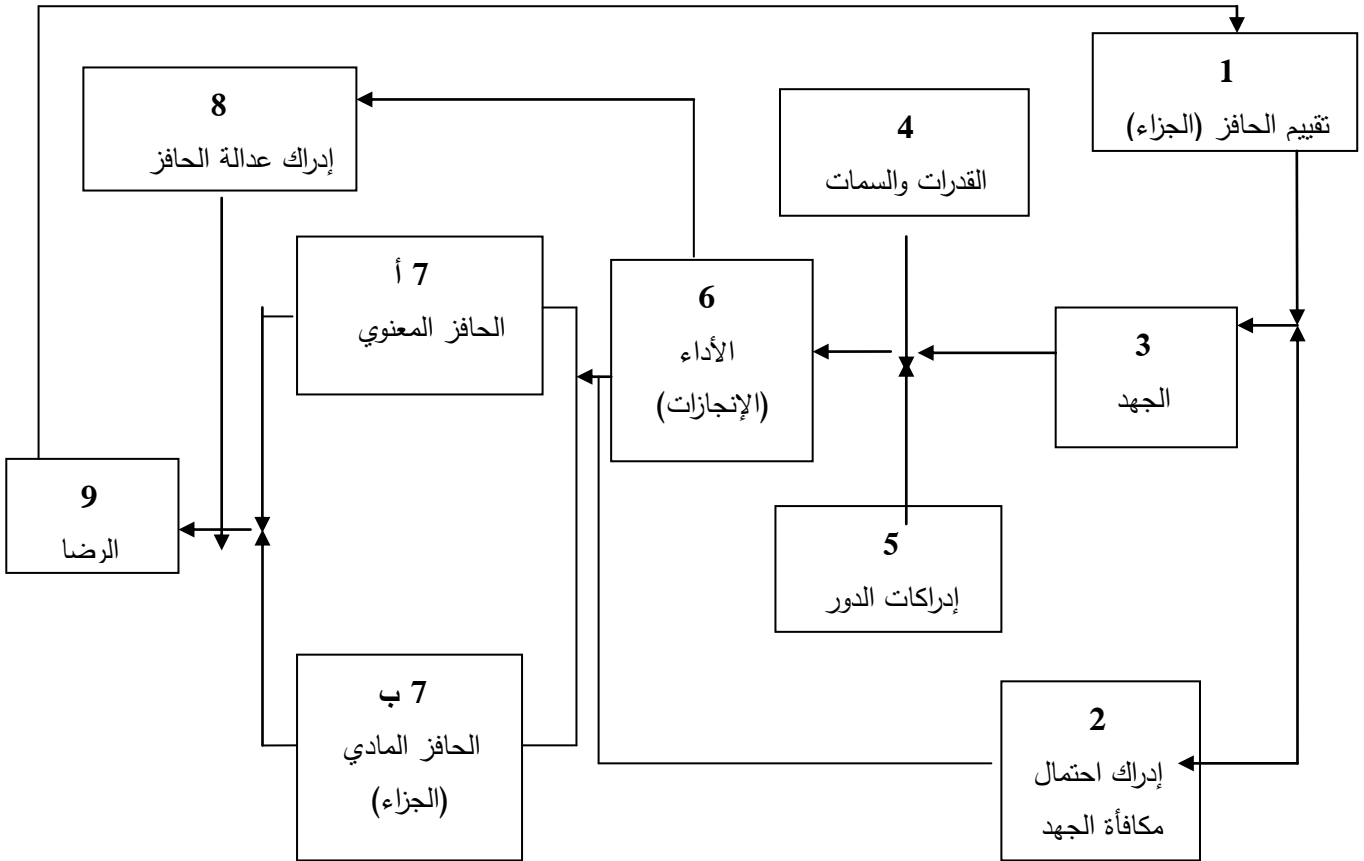 1
تقييم الحافز (الجزاء)
8
إدراك عدالة الحافز
4
القدرات والسمات
7 أ
الحافز المعنوي
6
الأداء
(الإنجازات)
3
الجهد
9
الرضا
5
إدراكات الدور
7 ب
الحافز المادي
(الجزاء)
2
إدراك احتمال
مكافأة الجهد